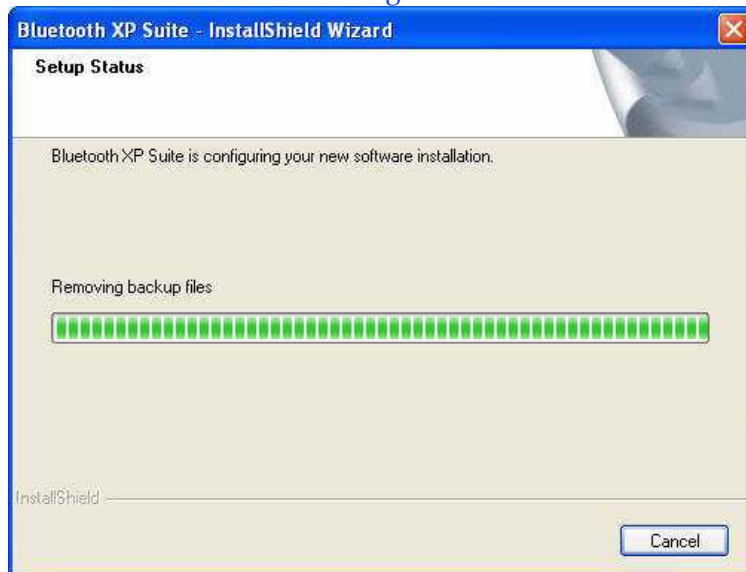 Bluetooth XP Suite - InstallShield Wizard
Setup Status
Bluetooth XP Suite is configuring your new software installation.
Removing backup files
InstallShield
Cancel